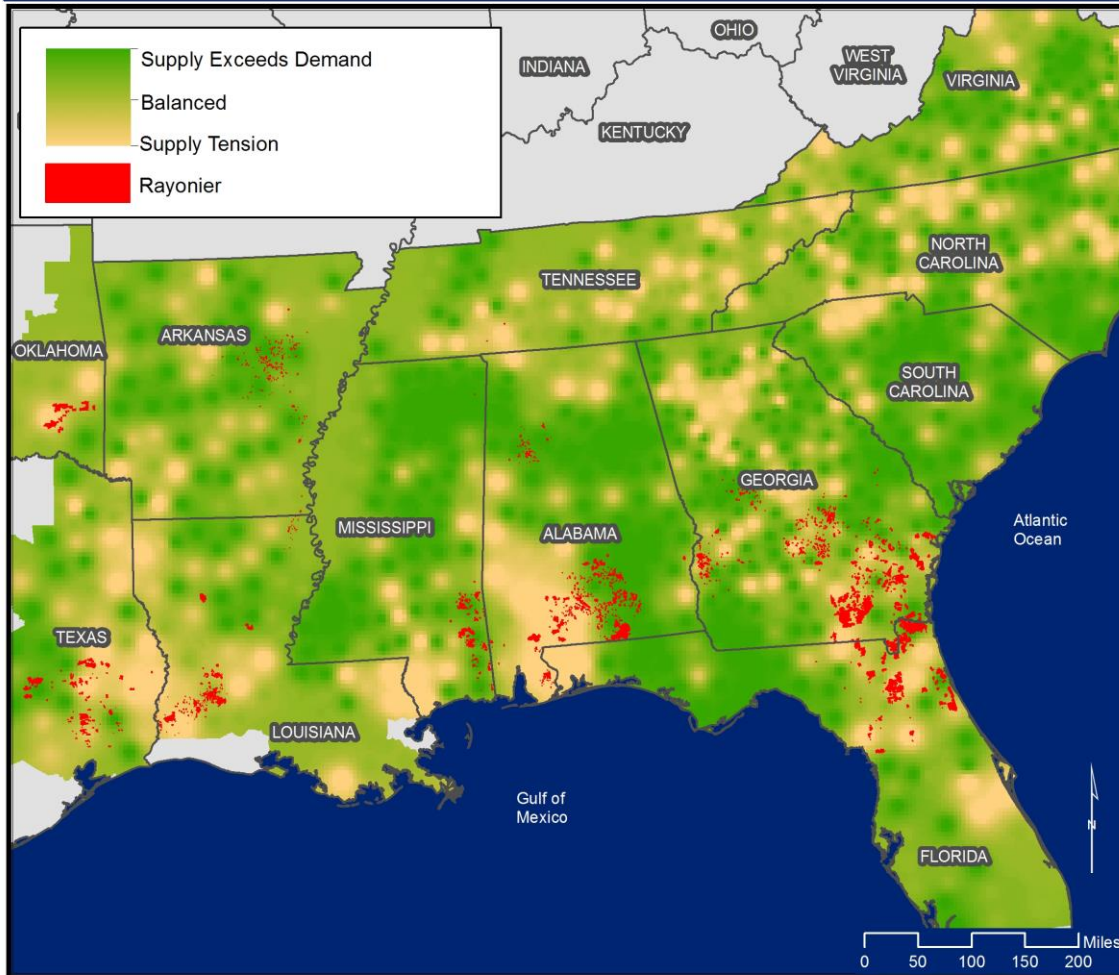 Supply Exceeds Demand
Balanced
Supply Tension
Rayonier
OHIO
INDIANA
WEST
VIRGINIA
VIRGINIA
KENTUCKY
NORTH
CAROLINA
TENNESSEE
ARKANSAS
OKLAHOMA
SOUTH
CAROLINA
GEORGIA
MISSISSIPPI
ALABAMA
Atlantic
Ocean
TEXAS
LOUISIANA
Gulf of
Mexico
N
FLORIDA
Miles
0 50 100 150 200